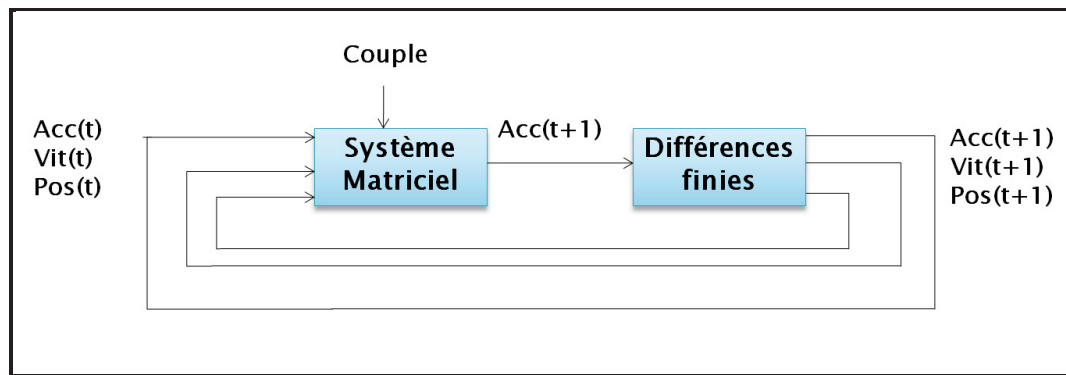 Couple
Acc(t)
Vit(t)
Pos(t)
Système
Matriciel
Acc(t+1)
Différences
finies
Acc(t+1)
Vit(t+1)
Pos(t+1)